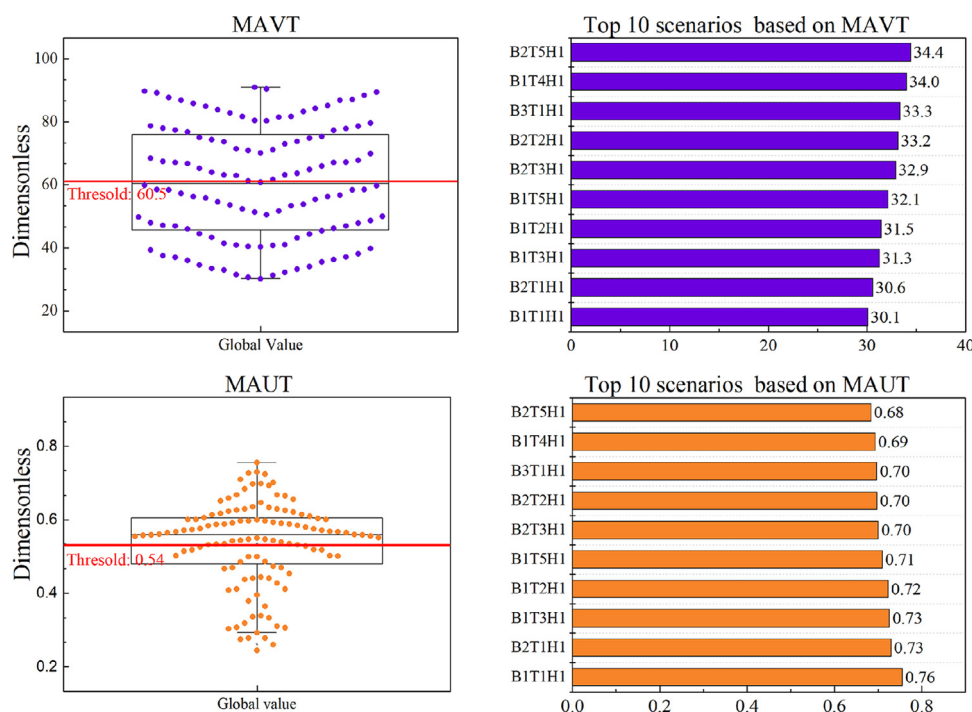 MAVT
Dimensonless
100
80
60
40
20
Thresold: 60.5
Global Value
Top 10 scenarios based on MAVT
B2T5H1 34.4
B1T4H1 34.0
B3T1H1 33.3
B2T2H1 33.2
B2T3H1 32.9
B1T5H1 32.1
B1T2H1 31.5
B1T3H1 31.3
B2T1H1 30.6
B1T1H1 30.1
0 10 20 30 40
MAUT
Dimensonless
0.8
0.6
0.4
0.2
Thresold: 0.54
Global value
Top 10 scenarios based on MAUT
B2T5H1 0.68
B1T4H1 0.69
B3T1H1 0.70
B2T2H1 0.70
B2T3H1 0.70
B1T5H1 0.71
B1T2H1 0.72
B1T3H1 0.73
B2T1H1 0.73
B1T1H1 0.76
0.0 0.2 0.4 0.6 0.8